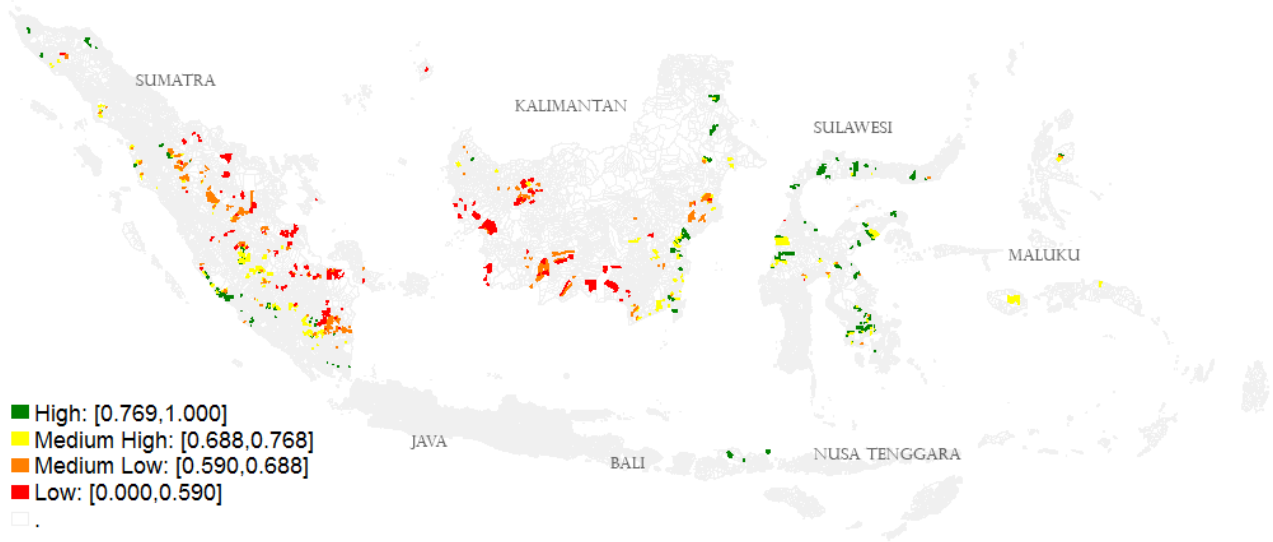 SUMATRA
KALIMANTAN
SULAWESI
MALUKU
JAVA
BALI
NUSA TENGGARA
High: [0.769,1.000]
Medium High: [0.688,0.768]
Medium Low: [0.590,0.688]
Low: [0.000,0.590]
.